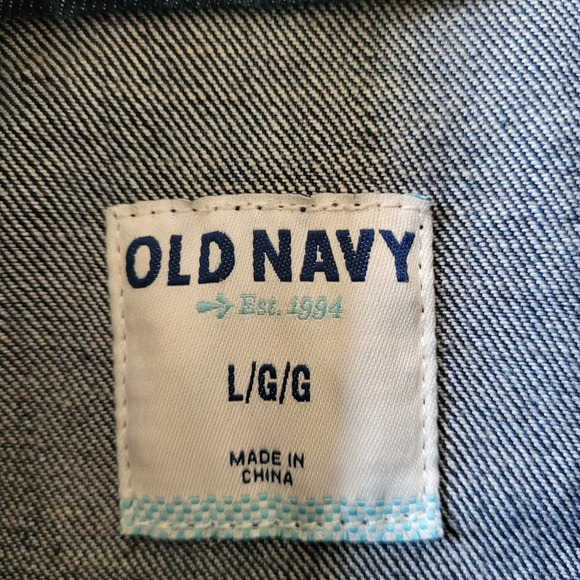 OLD NAVY
Est. 1994
L/G/G
MADE IN
CHINA